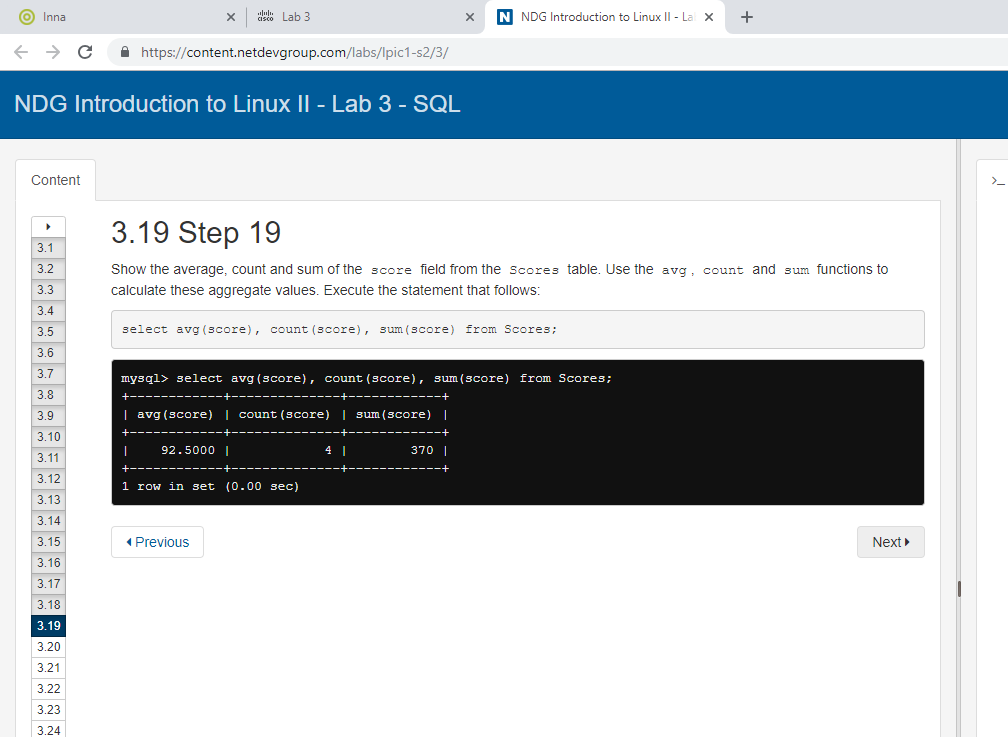 Inna
cisco
Lab 3
N
NDG Introduction to Linux II - La
https://content.netdevgroup.com/labs/lpic1-s2/3/
NDG Introduction to Linux II - Lab 3 - SQL
Content
>_
3.1
3.2
3.3
3.4
3.5
3.6
3.7
3.8
3.9
3.10
3.11
3.12
3.13
3.14
3.15
3.16
3.17
3.18
3.19
3.20
3.21
3.22
3.23
3.24
3.19 Step 19
Show the average, count and sum of the score field from the Scores table. Use the avg, count and sum functions to
calculate these aggregate values. Execute the statement that follows:
select avg(score), count(score), sum(score) from Scores;
mysql> select avg(score), count(score), sum(score) from Scores;
+------------+--------------+------------+
| avg(score) | count(score) | sum(score) |
+------------+--------------+------------+
|    92.5000 |            4 |        370 |
+------------+--------------+------------+
1 row in set (0.00 sec)
Previous
Next